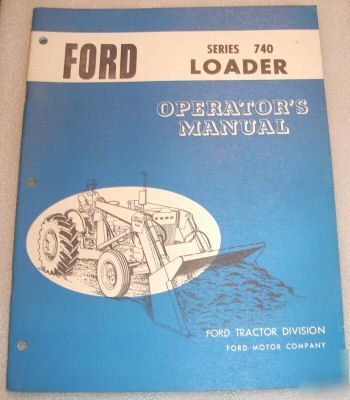 FORD
SERIES 740
LOADER
OPERATOR'S
MANUAL
FORD TRACTOR DIVISION
FORD MOTOR COMPANY